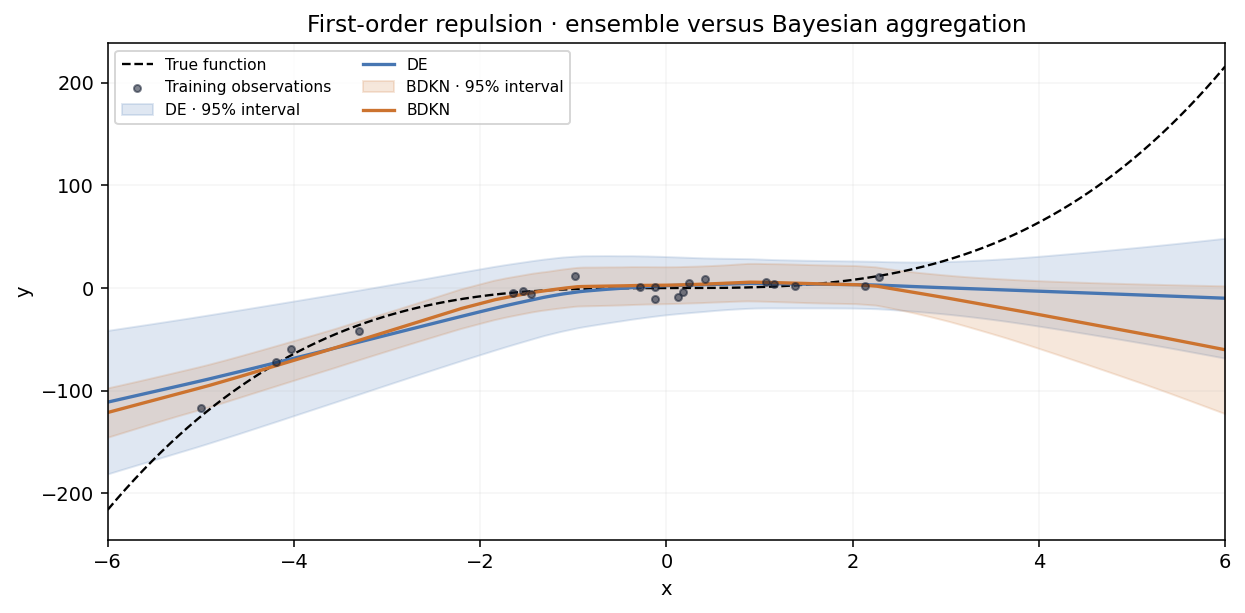 First-order repulsion · ensemble versus Bayesian aggregation
True function
Training observations
DE · 95% interval
DE
BDKN · 95% interval
BDKN
y
200
100
0
−100
−200
−6
−4
−2
0
2
4
6
x